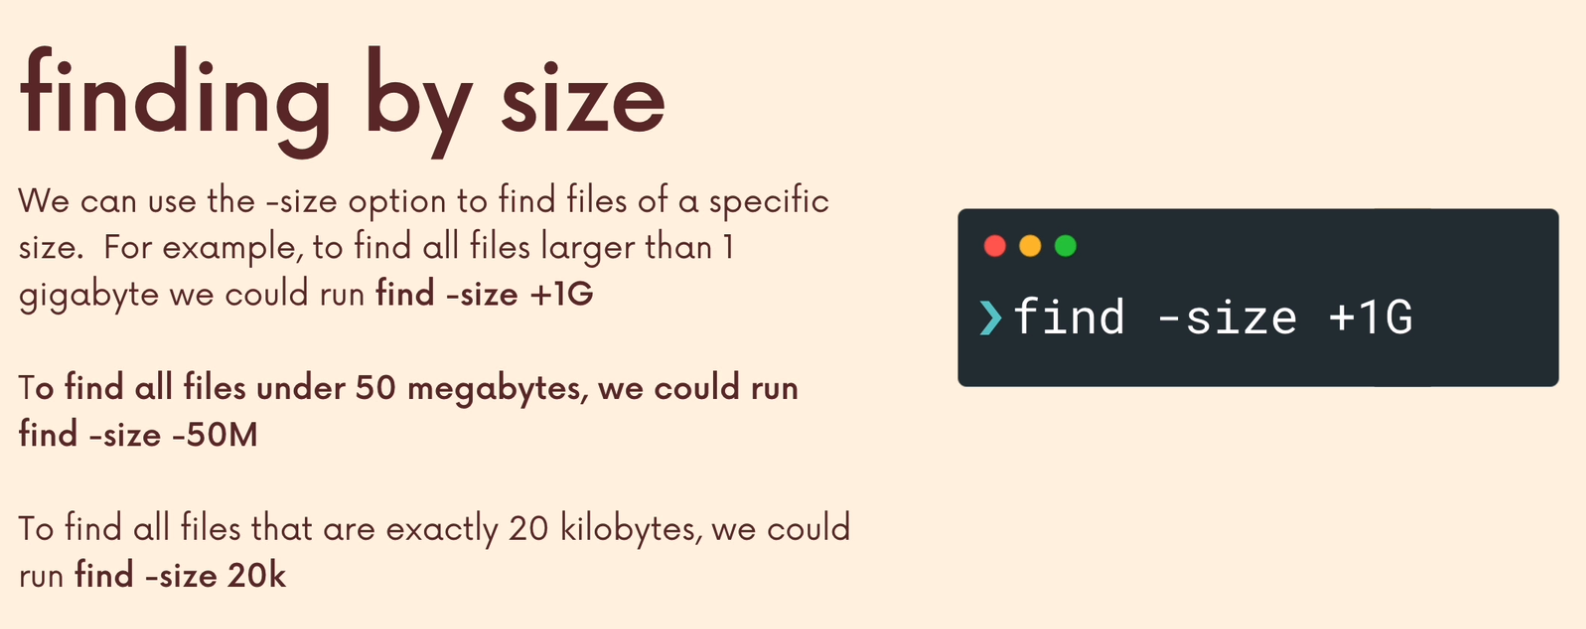 finding by size
We can use the -size option to find files of a specific
size.  For example, to find all files larger than 1
gigabyte we could run find -size +1G
To find all files under 50 megabytes, we could run
find -size -50M
To find all files that are exactly 20 kilobytes, we could
run find -size 20k
❯find -size +1G